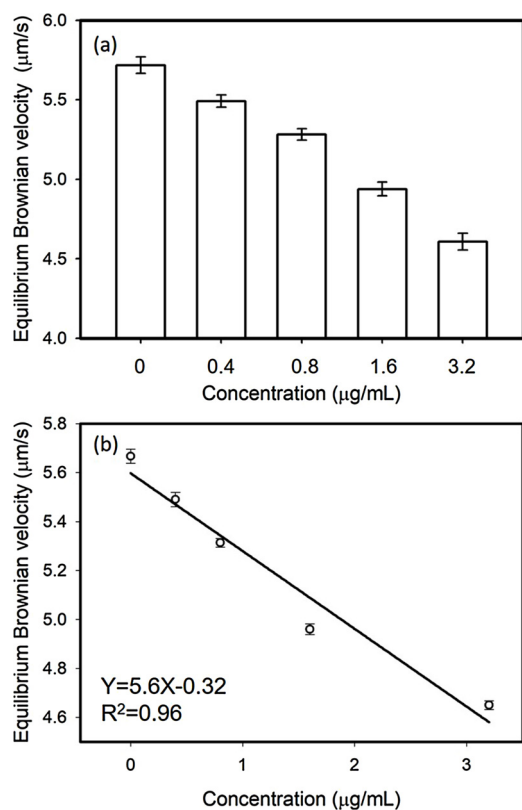 (a)
Equilibrium Brownian velocity (μm/s)
6.0
5.5
5.0
4.5
4.0
0 0.4 0.8 1.6 3.2
Concentration (μg/mL)
(b)
Equilibrium Brownian velocity (μm/s)
5.8
5.6
5.4
5.2
5.0
4.8
4.6
Y=5.6X-0.32
R²=0.96
0 1 2 3
Concentration (μg/mL)